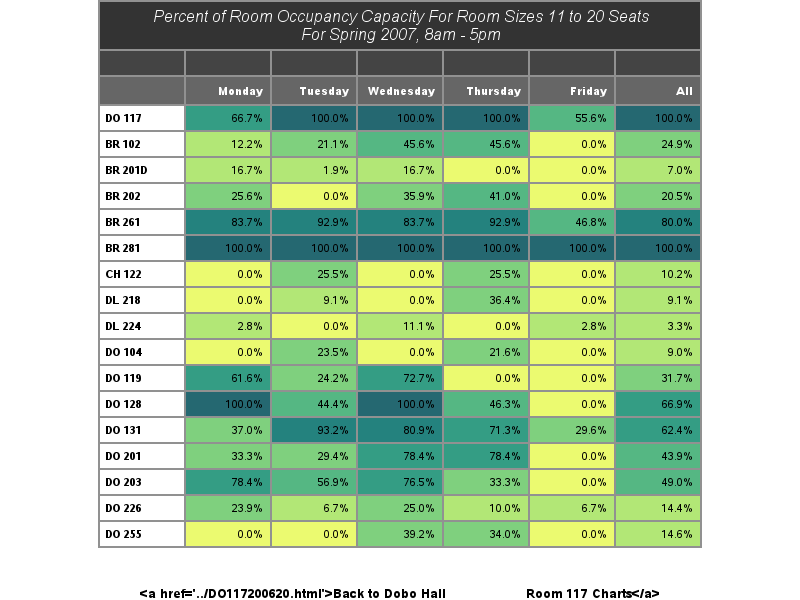 Percent of Room Occupancy Capacity For Room Sizes 11 to 20 Seats
For Spring 2007, 8am - 5pm
Monday Tuesday Wednesday Thursday Friday All
DO 117 66.7% 100.0% 100.0% 100.0% 55.6% 100.0%
BR 102 12.2% 21.1% 45.6% 45.6% 0.0% 24.9%
BR 201D 16.7% 1.9% 16.7% 0.0% 0.0% 7.0%
BR 202 25.6% 0.0% 35.9% 41.0% 0.0% 20.5%
BR 261 83.7% 92.9% 83.7% 92.9% 46.8% 80.0%
BR 281 100.0% 100.0% 100.0% 100.0% 100.0% 100.0%
CH 122 0.0% 25.5% 0.0% 25.5% 0.0% 10.2%
DL 218 0.0% 9.1% 0.0% 36.4% 0.0% 9.1%
DL 224 2.8% 0.0% 11.1% 0.0% 2.8% 3.3%
DO 104 0.0% 23.5% 0.0% 21.6% 0.0% 9.0%
DO 119 61.6% 24.2% 72.7% 0.0% 0.0% 31.7%
DO 128 100.0% 44.4% 100.0% 46.3% 0.0% 66.9%
DO 131 37.0% 93.2% 80.9% 71.3% 29.6% 62.4%
DO 201 33.3% 29.4% 78.4% 78.4% 0.0% 43.9%
DO 203 78.4% 56.9% 76.5% 33.3% 0.0% 49.0%
DO 226 23.9% 6.7% 25.0% 10.0% 6.7% 14.4%
DO 255 0.0% 0.0% 39.2% 34.0% 0.0% 14.6%
<a href='../DO117200620.html'>Back to Dobo Hall Room 117 Charts</a>